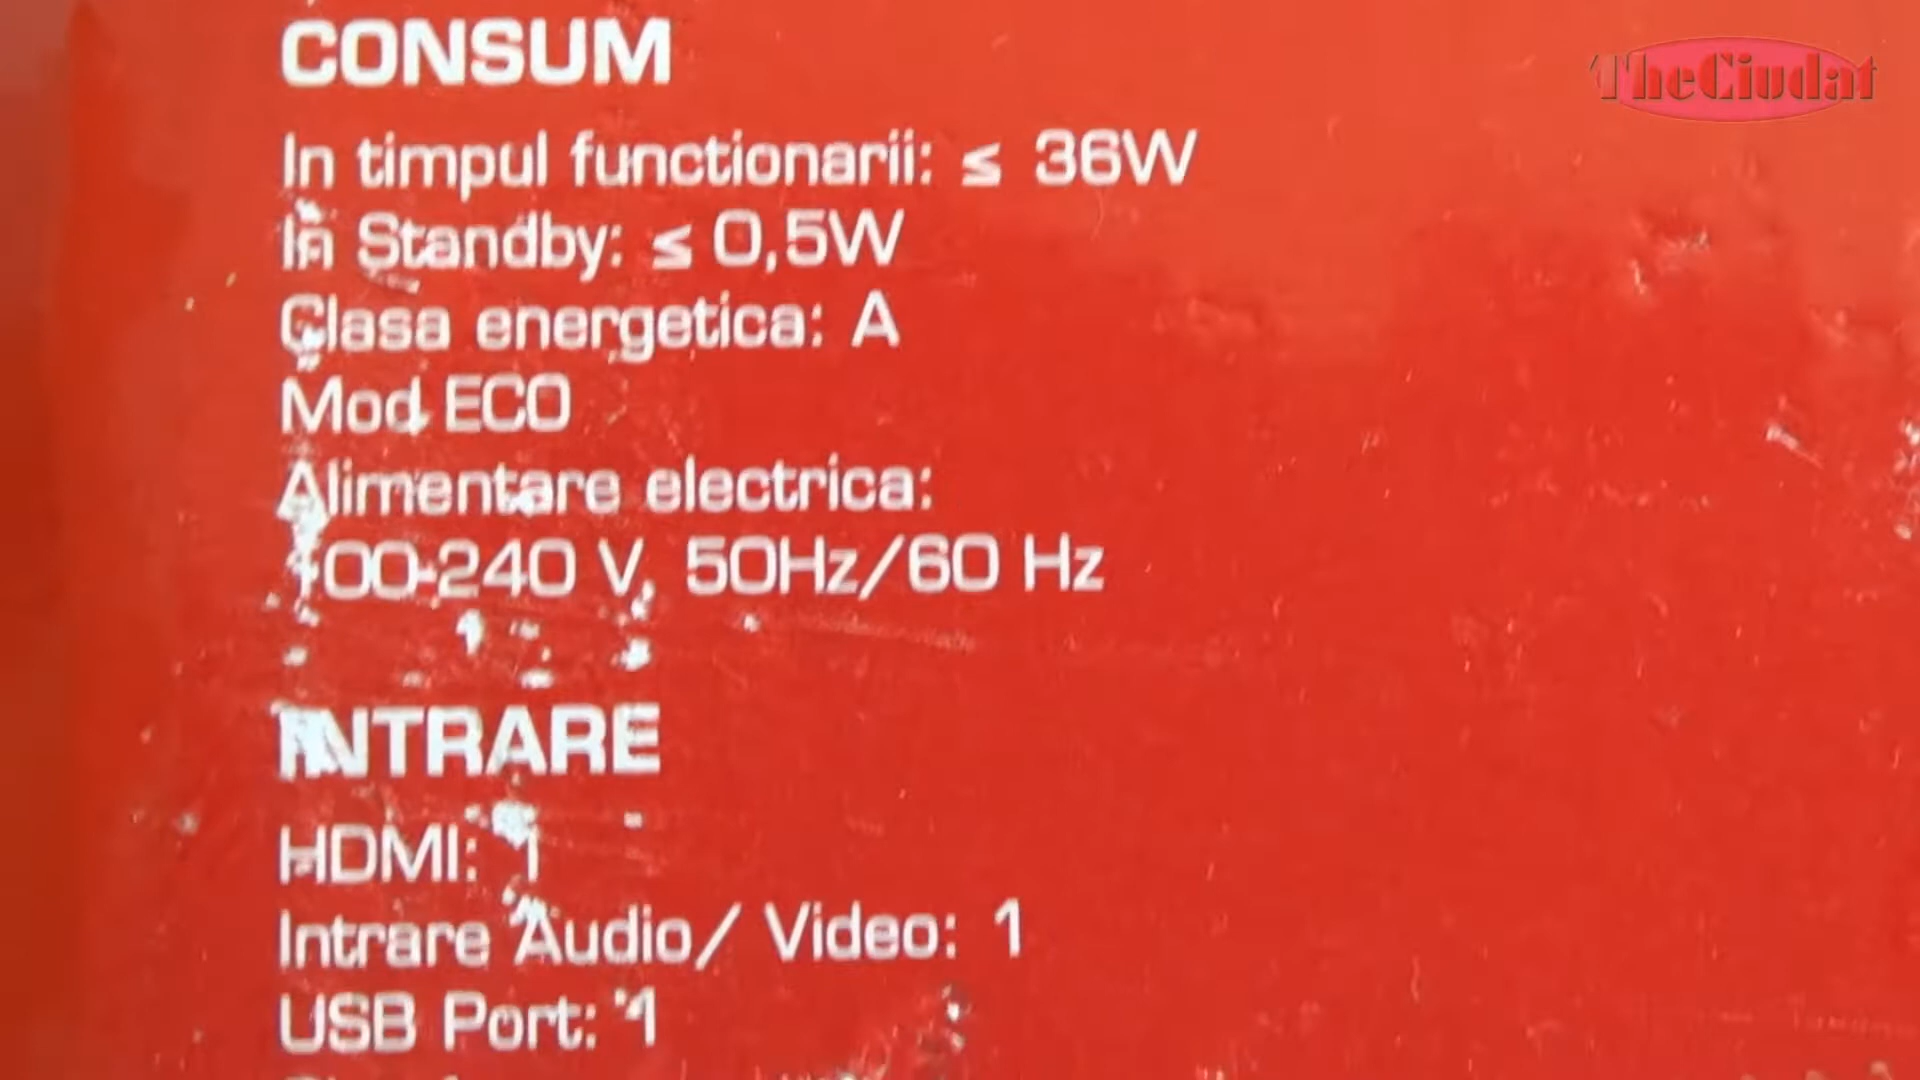 CONSUM
TheCiudat
In timpul functionarii: ≤ 36W
In Standby: ≤ 0,5W
Clasa energetica: A
Mod ECO
Alimentare electrica:
100-240 V, 50Hz/60 Hz
INTRARE
HDMI: 1
Intrare Audio/ Video: 1
USB Port: 1